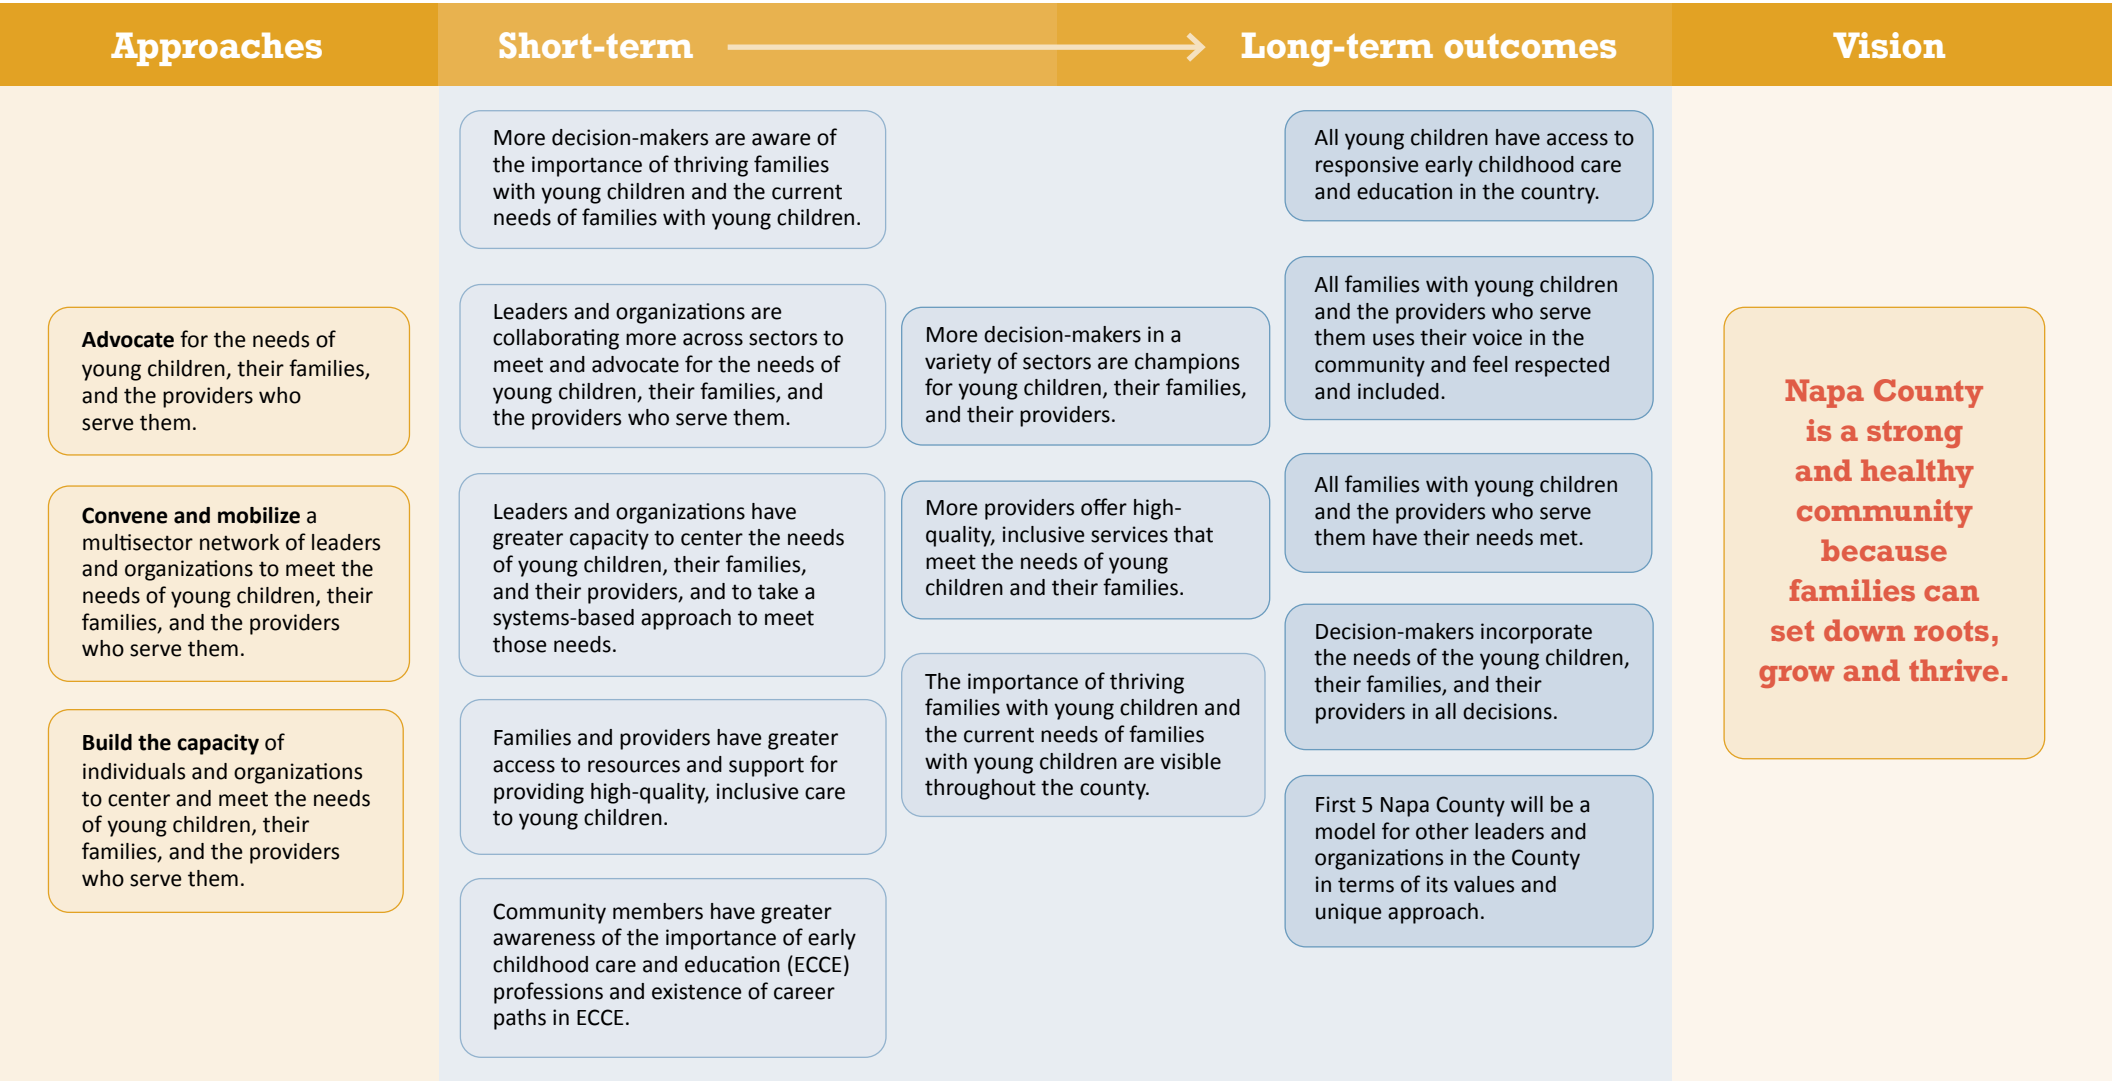 Approaches
Short-term
Long-term outcomes
Vision
Advocate for the needs of
young children, their families,
and the providers who
serve them.
Convene and mobilize a
multisector network of leaders
and organizations to meet the
needs of young children, their
families, and the providers
who serve them.
Build the capacity of
individuals and organizations
to center and meet the needs
of young children, their
families, and the providers
who serve them.
More decision-makers are aware of
the importance of thriving families
with young children and the current
needs of families with young children.
Leaders and organizations are
collaborating more across sectors to
meet and advocate for the needs of
young children, their families, and
the providers who serve them.
Leaders and organizations have
greater capacity to center the needs
of young children, their families,
and their providers, and to take a
systems-based approach to meet
those needs.
Families and providers have greater
access to resources and support for
providing high-quality, inclusive care
to young children.
Community members have greater
awareness of the importance of early
childhood care and education (ECCE)
professions and existence of career
paths in ECCE.
More decision-makers in a
variety of sectors are champions
for young children, their families,
and their providers.
More providers offer high-
quality, inclusive services that
meet the needs of young
children and their families.
The importance of thriving
families with young children and
the current needs of families
with young children are visible
throughout the county.
All young children have access to
responsive early childhood care
and education in the country.
All families with young children
and the providers who serve
them uses their voice in the
community and feel respected
and included.
All families with young children
and the providers who serve
them have their needs met.
Decision-makers incorporate
the needs of the young children,
their families, and their
providers in all decisions.
First 5 Napa County will be a
model for other leaders and
organizations in the County
in terms of its values and
unique approach.
Napa County
is a strong
and healthy
community
because
families can
set down roots,
grow and thrive.